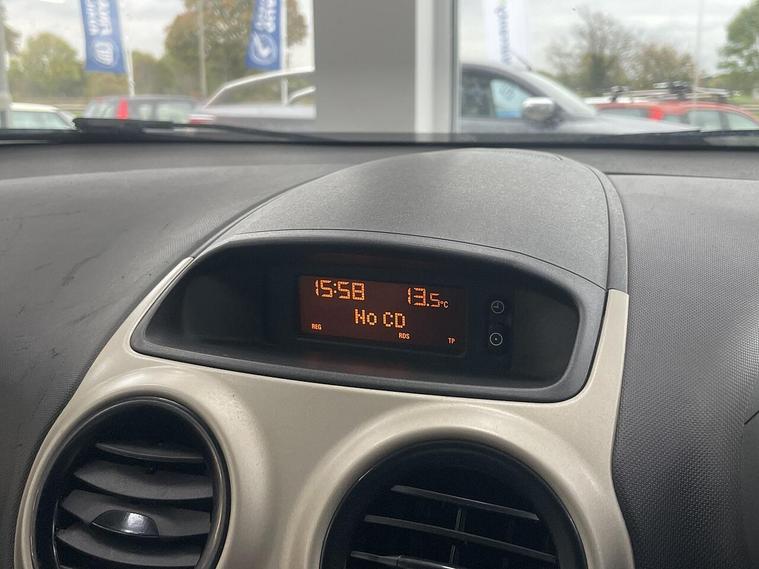 15:58 13.5°C
No CD
REG RDS TP